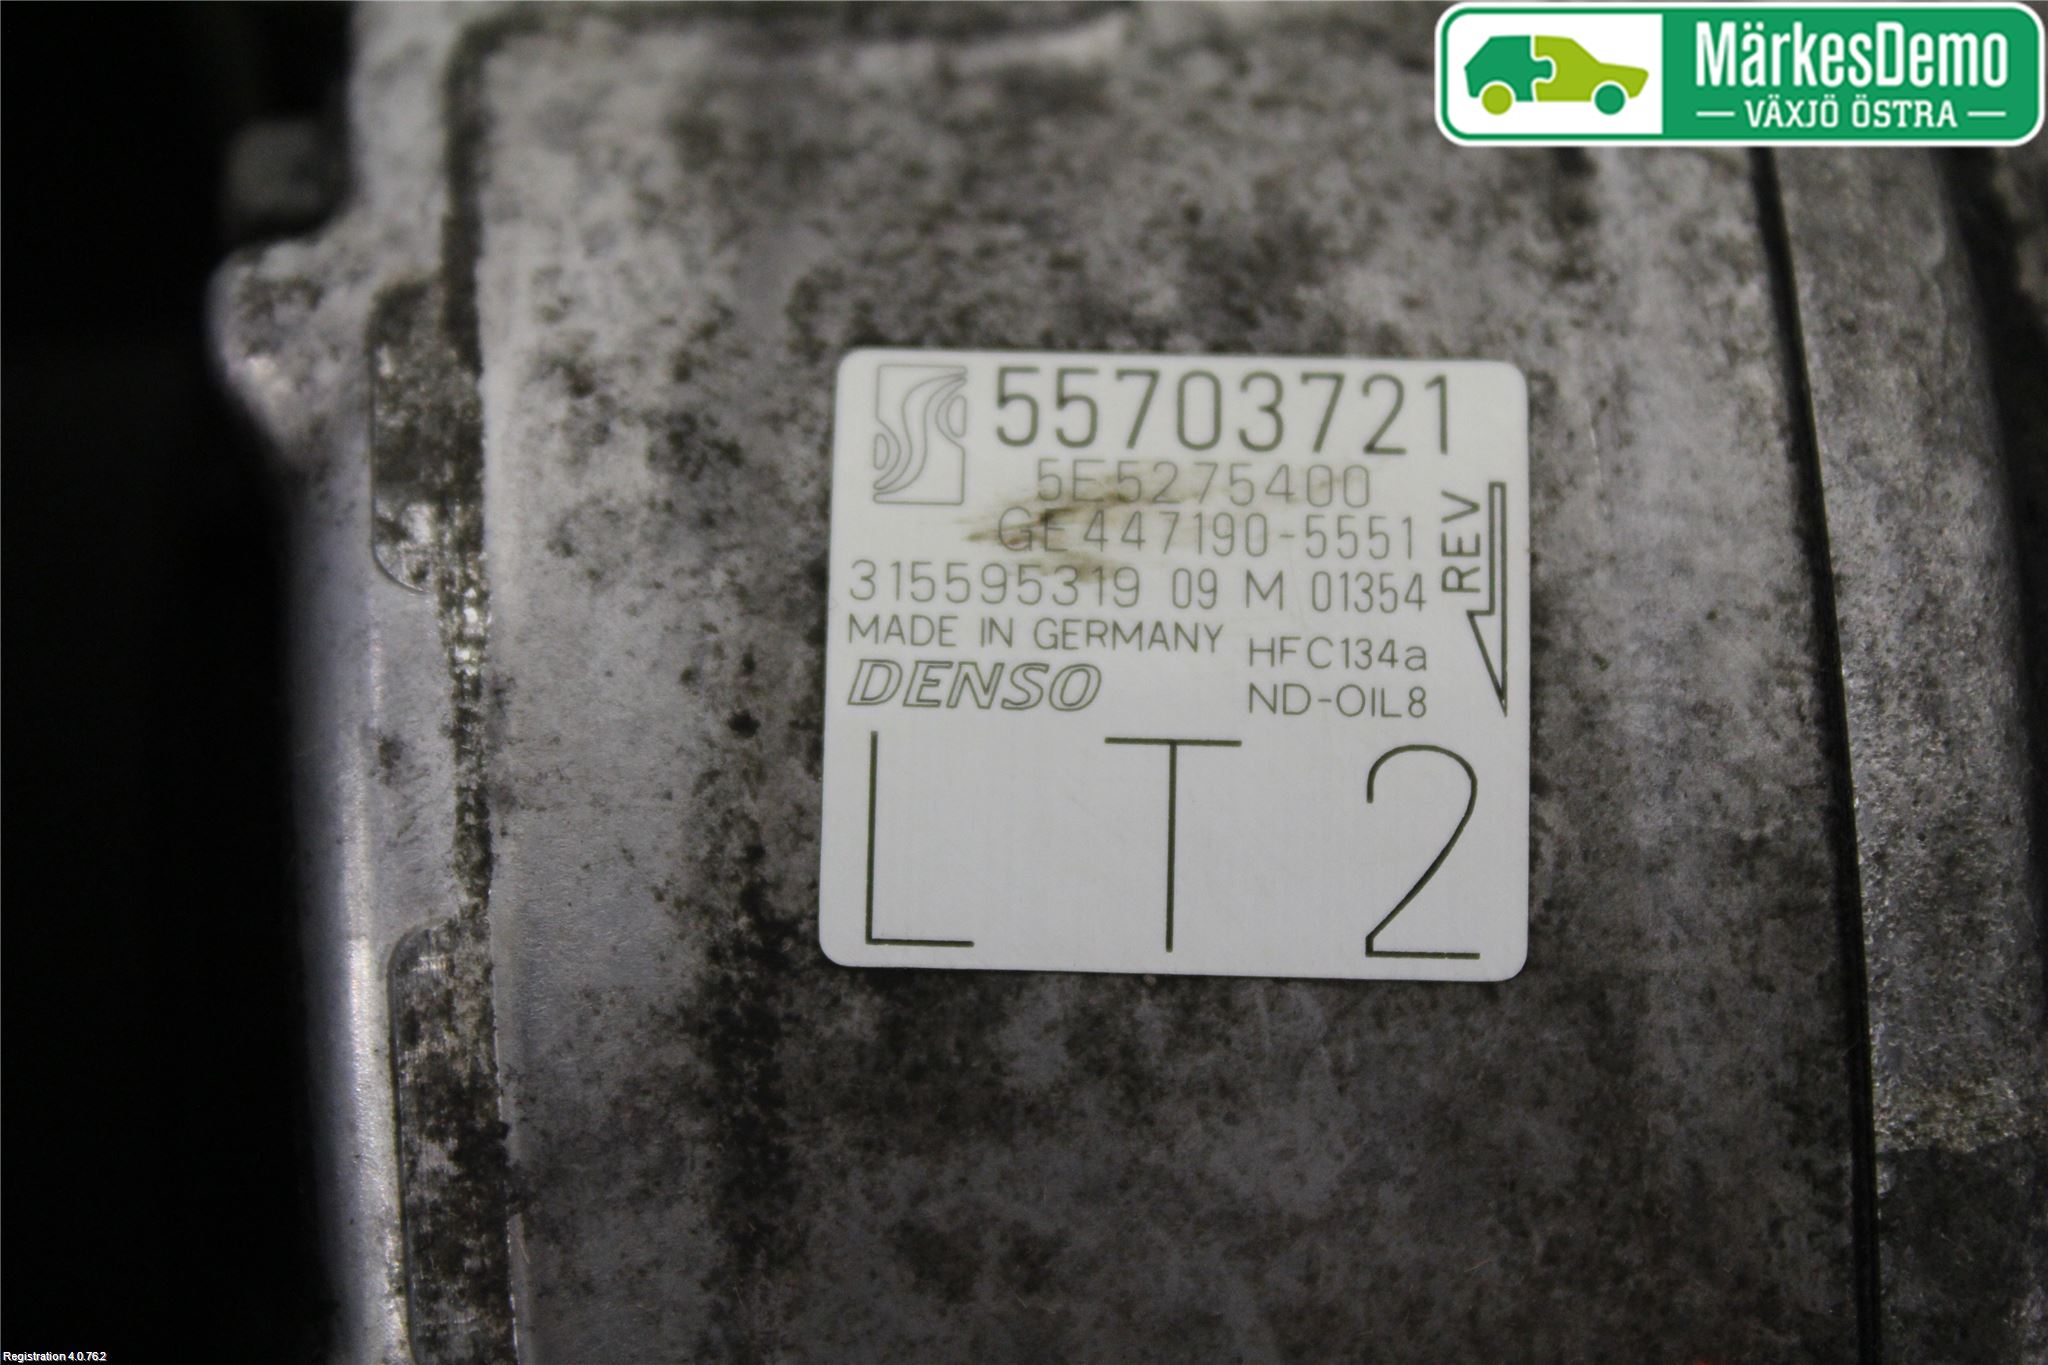 MärkesDemo
VÄXJÖ ÖSTRA
55703721
5E5275400
GE447190-5551
315595319 09 M 01354
REV
MADE IN GERMANY
HFC134a
DENSO
ND-OIL8
LT2
Registration 4.0.76.2